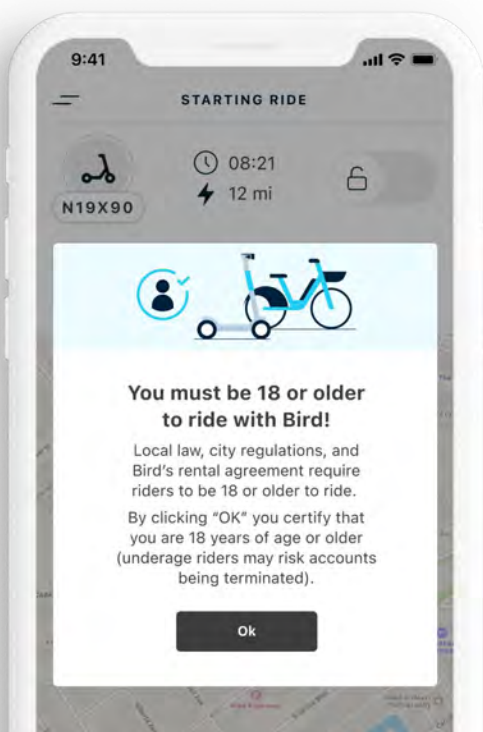 9:41
STARTING RIDE
08:21
N19X90
12 mi
You must be 18 or older
to ride with Bird!
Local law, city regulations, and
Bird's rental agreement require
riders to be 18 or older to ride.
By clicking “OK” you certify that
you are 18 years of age or older
(underage riders may risk accounts
being terminated).
Ok